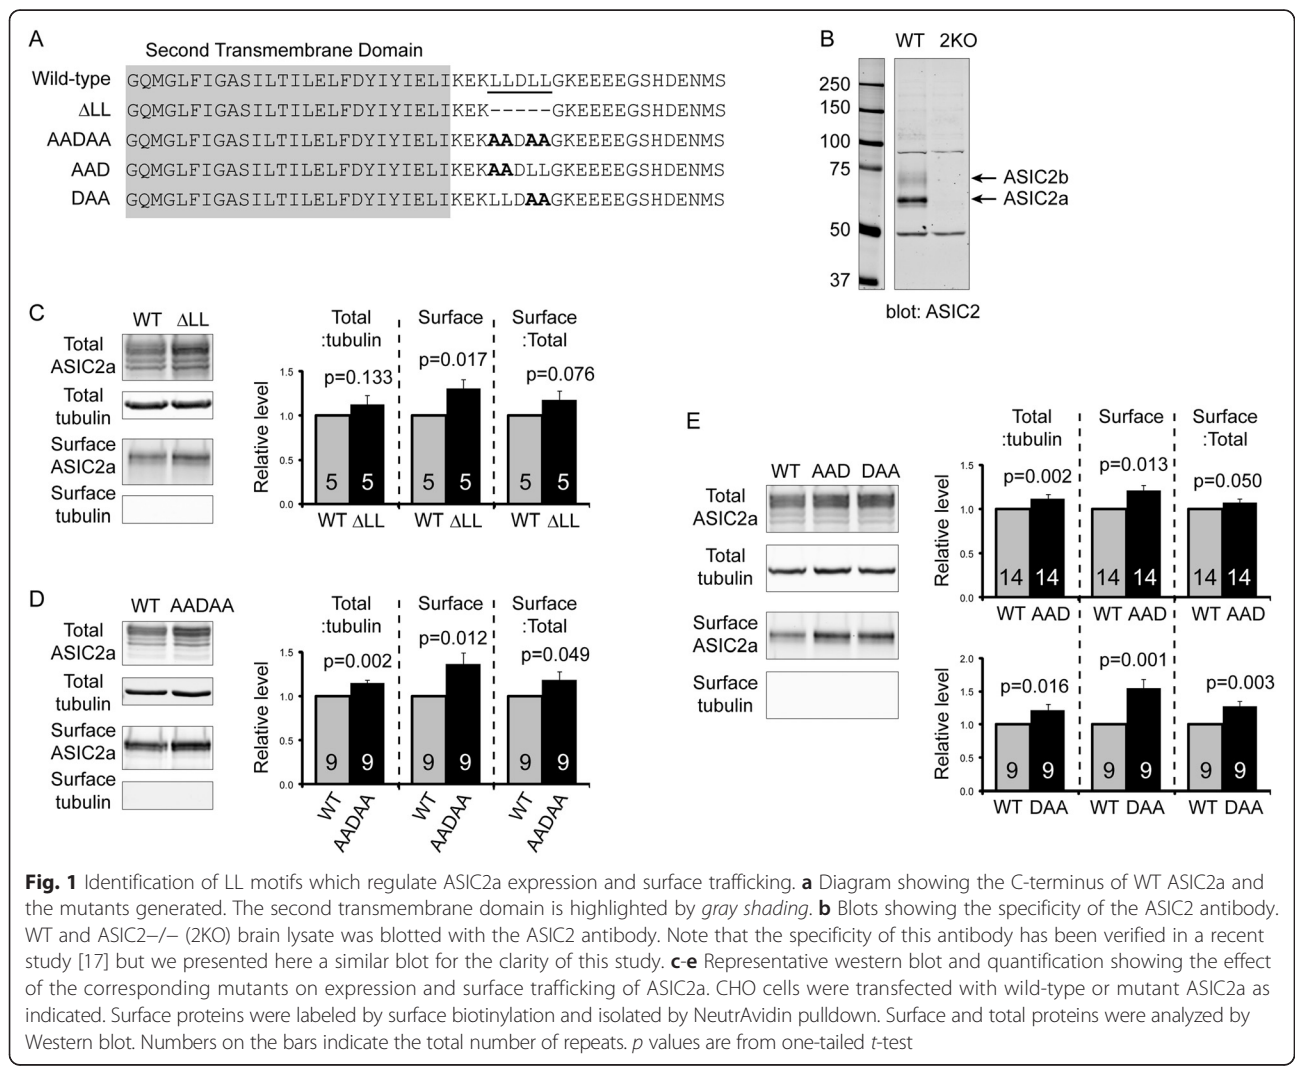 A
Second Transmembrane Domain
Wild-type GQMGLFIGASILTILELFDYIYIELIKEKLLDLLGKEEEEGSHDENMS
ΔLL GQMGLFIGASILTILELFDYIYIELIKEK-----GKEEEEGSHDENMS
AADAA GQMGLFIGASILTILELFDYIYIELIKEKAADAAGKEEEEGSHDENMS
AAD GQMGLFIGASILTILELFDYIYIELIKEKAADLLGKEEEEGSHDENMS
DAA GQMGLFIGASILTILELFDYIYIELIKEKLLDAAGKEEEEGSHDENMS
B
WT 2KO
250
150
100
75
50
37
ASIC2b
ASIC2a
blot: ASIC2
C
WT ΔLL
Total
ASIC2a
Total
tubulin
Surface
ASIC2a
Surface
tubulin
Total
:tubulin
Surface
Surface
:Total
p=0.133
p=0.017
p=0.076
Relative level
1.5
1.0
0.5
0.0
5 5 5 5 5 5
WT ΔLL WT ΔLL WT ΔLL
D
WT AADAA
Total
ASIC2a
Total
tubulin
Surface
ASIC2a
Surface
tubulin
Total
:tubulin
Surface
Surface
:Total
p=0.002
p=0.012
p=0.049
Relative level
1.5
1.0
0.5
0.0
9 9 9 9 9 9
WT AADAA WT AADAA WT AADAA
E
WT AAD DAA
Total
ASIC2a
Total
tubulin
Surface
ASIC2a
Surface
tubulin
Total
:tubulin
Surface
Surface
:Total
p=0.002
p=0.013
p=0.050
Relative level
1.5
1.0
0.5
0.0
14 14 14 14 14 14
WT AAD WT AAD WT AAD
p=0.016
p=0.001
p=0.003
Relative level
2.0
1.5
1.0
0.5
0.0
9 9 9 9 9 9
WT DAA WT DAA WT DAA
Fig. 1 Identification of LL motifs which regulate ASIC2a expression and surface trafficking. a Diagram showing the C-terminus of WT ASIC2a and
the mutants generated. The second transmembrane domain is highlighted by gray shading. b Blots showing the specificity of the ASIC2 antibody.
WT and ASIC2−/− (2KO) brain lysate was blotted with the ASIC2 antibody. Note that the specificity of this antibody has been verified in a recent
study [17] but we presented here a similar blot for the clarity of this study. c-e Representative western blot and quantification showing the effect
of the corresponding mutants on expression and surface trafficking of ASIC2a. CHO cells were transfected with wild-type or mutant ASIC2a as
indicated. Surface proteins were labeled by surface biotinylation and isolated by NeutrAvidin pulldown. Surface and total proteins were analyzed by
Western blot. Numbers on the bars indicate the total number of repeats. p values are from one-tailed t-test